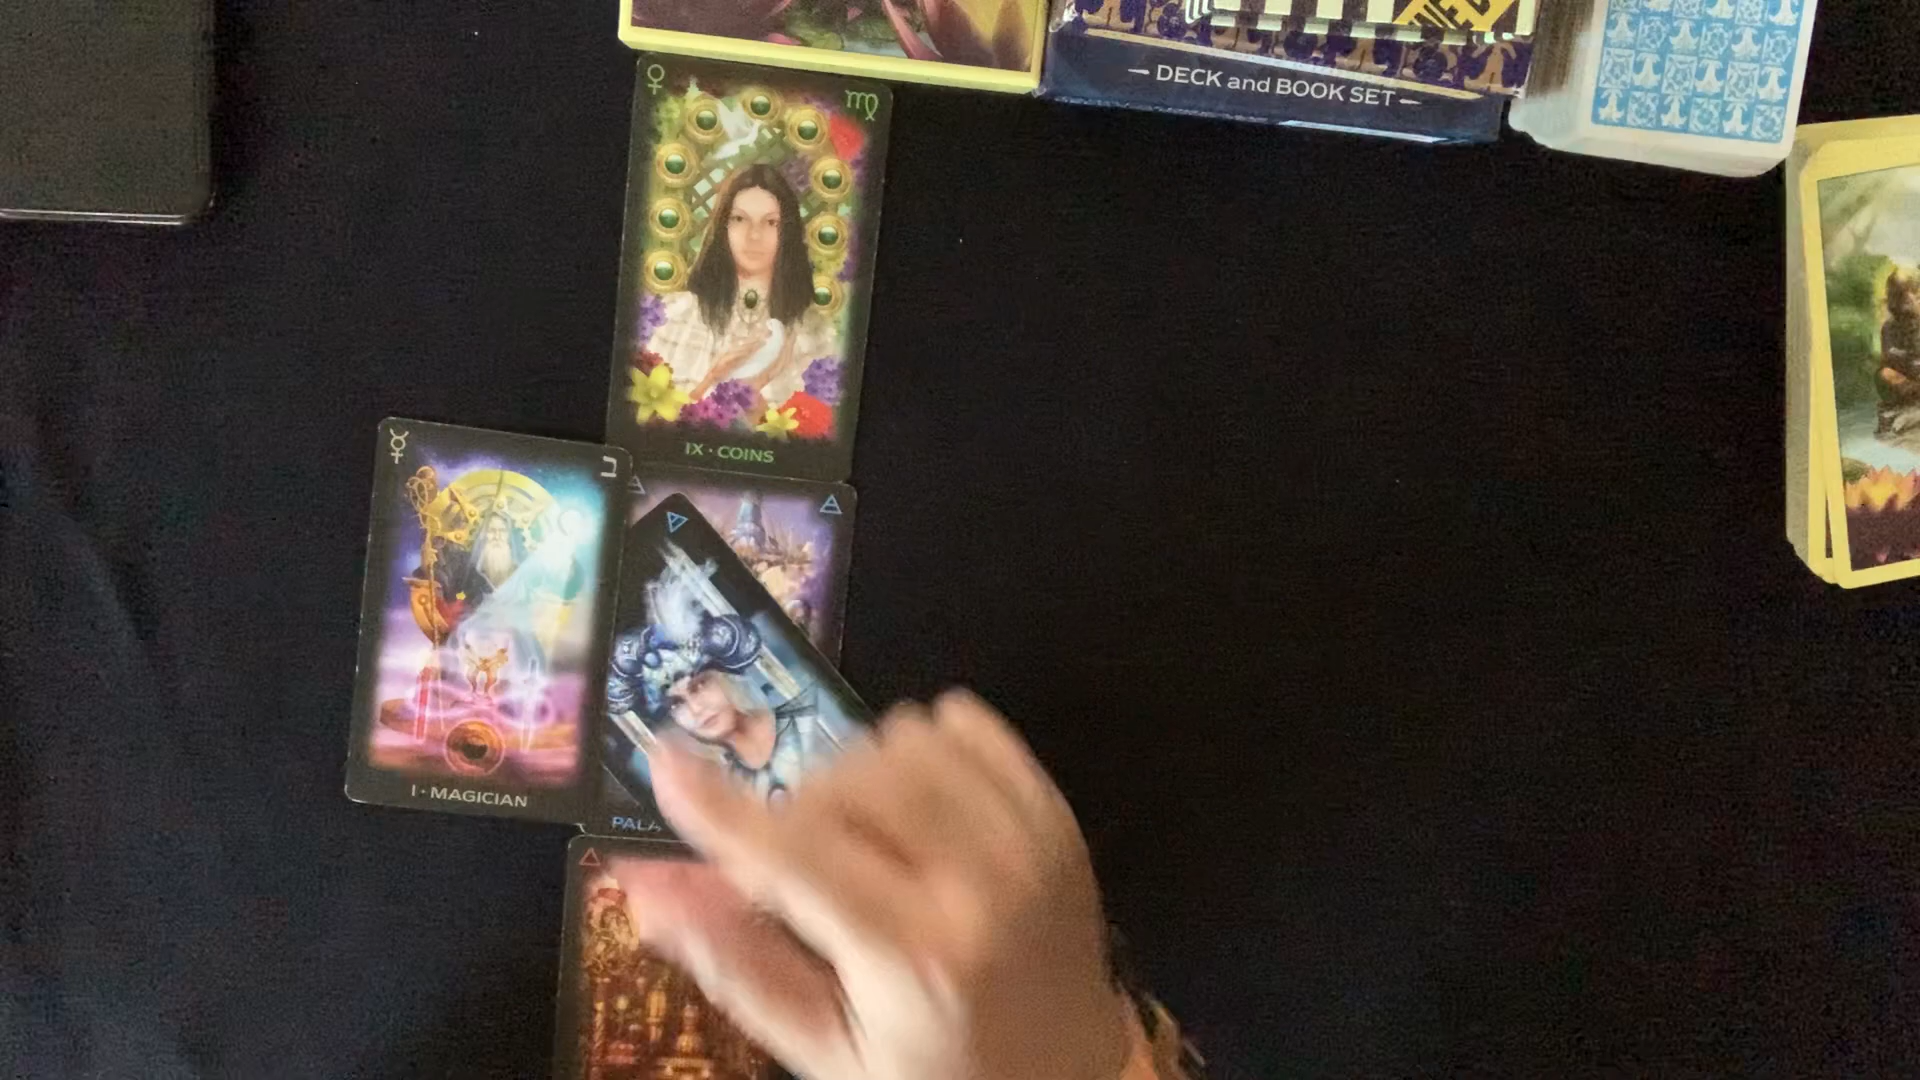 — DECK and BOOK SET —
♀
♍
IX · COINS
☿
ב
I · MAGICIAN